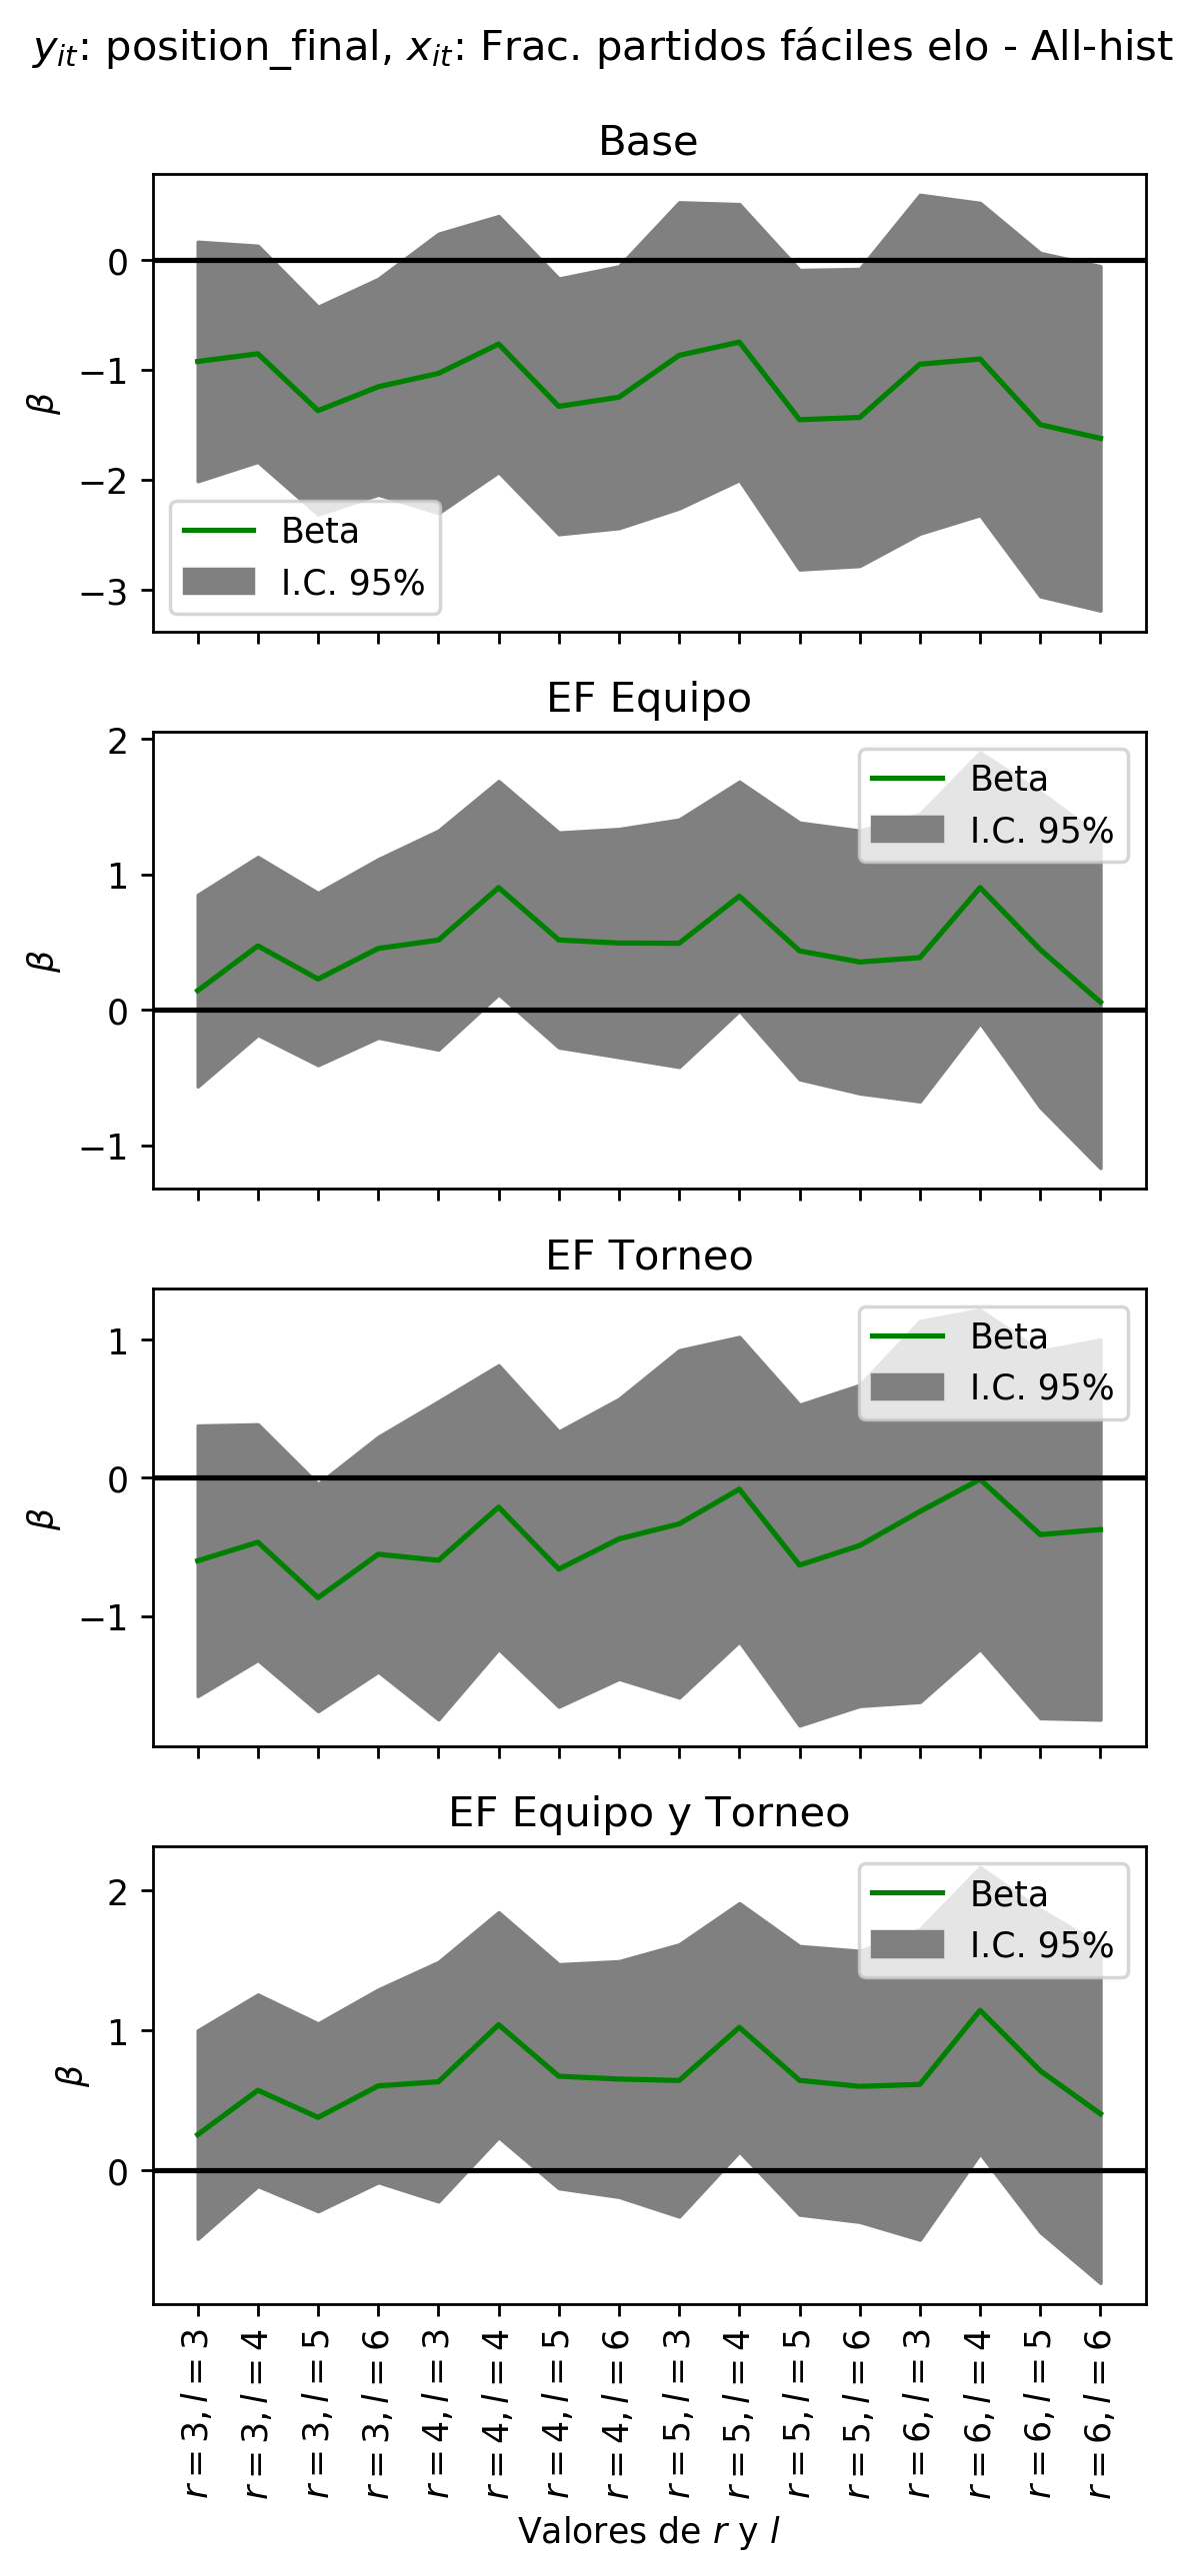 y_it: position_final, x_it: Frac. partidos fáciles elo - All-hist
Base
0
−1
−2
−3
β
Beta
I.C. 95%
EF Equipo
2
1
0
−1
β
Beta
I.C. 95%
EF Torneo
1
0
−1
β
Beta
I.C. 95%
EF Equipo y Torneo
2
1
0
β
Beta
I.C. 95%
r = 3, l = 3
r = 3, l = 4
r = 3, l = 5
r = 3, l = 6
r = 4, l = 3
r = 4, l = 4
r = 4, l = 5
r = 4, l = 6
r = 5, l = 3
r = 5, l = 4
r = 5, l = 5
r = 5, l = 6
r = 6, l = 3
r = 6, l = 4
r = 6, l = 5
r = 6, l = 6
Valores de r y l